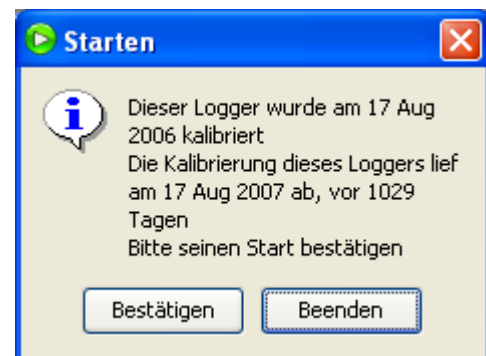 Starten
Dieser Logger wurde am 17 Aug
2006 kalibriert
Die Kalibrierung dieses Loggers lief
am 17 Aug 2007 ab, vor 1029
Tagen
Bitte seinen Start bestätigen
Bestätigen Beenden